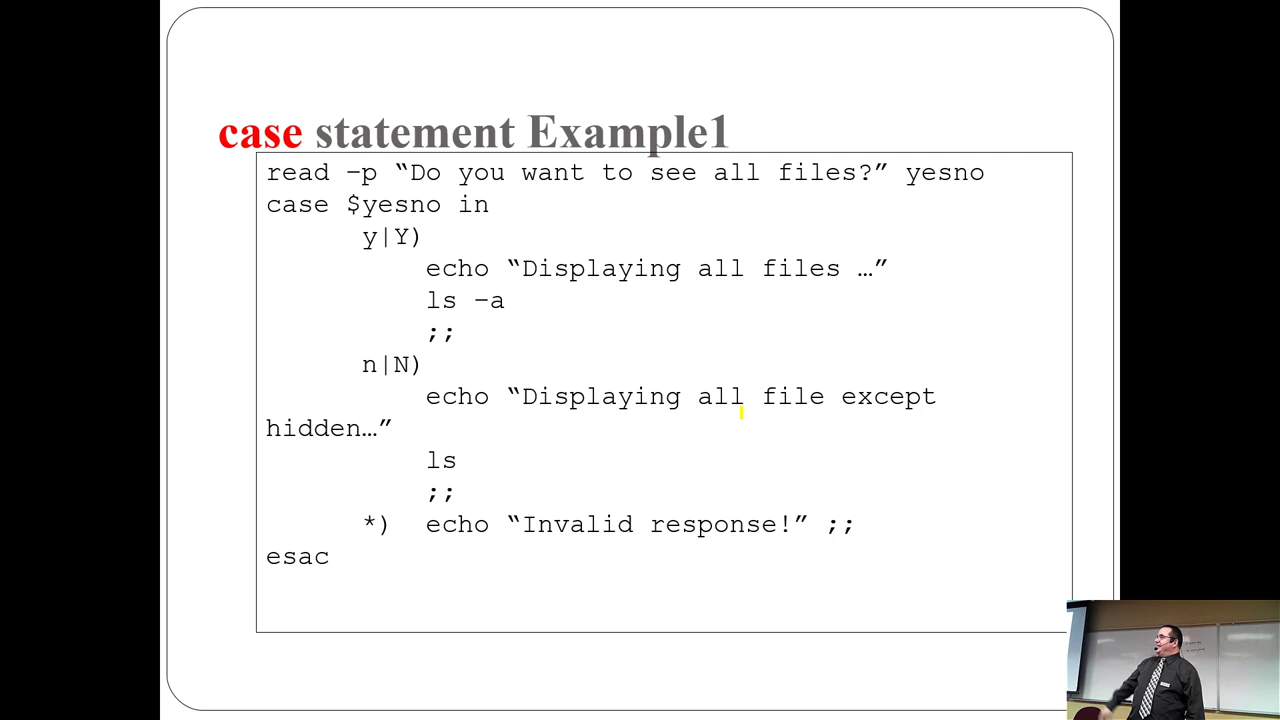 case statement Example1
read –p “Do you want to see all files?” yesno
case $yesno in
y|Y)
echo “Displaying all files …”
ls –a
;;
n|N)
echo “Displaying all file except
hidden…”
ls
;;
*) echo “Invalid response!” ;;
esac